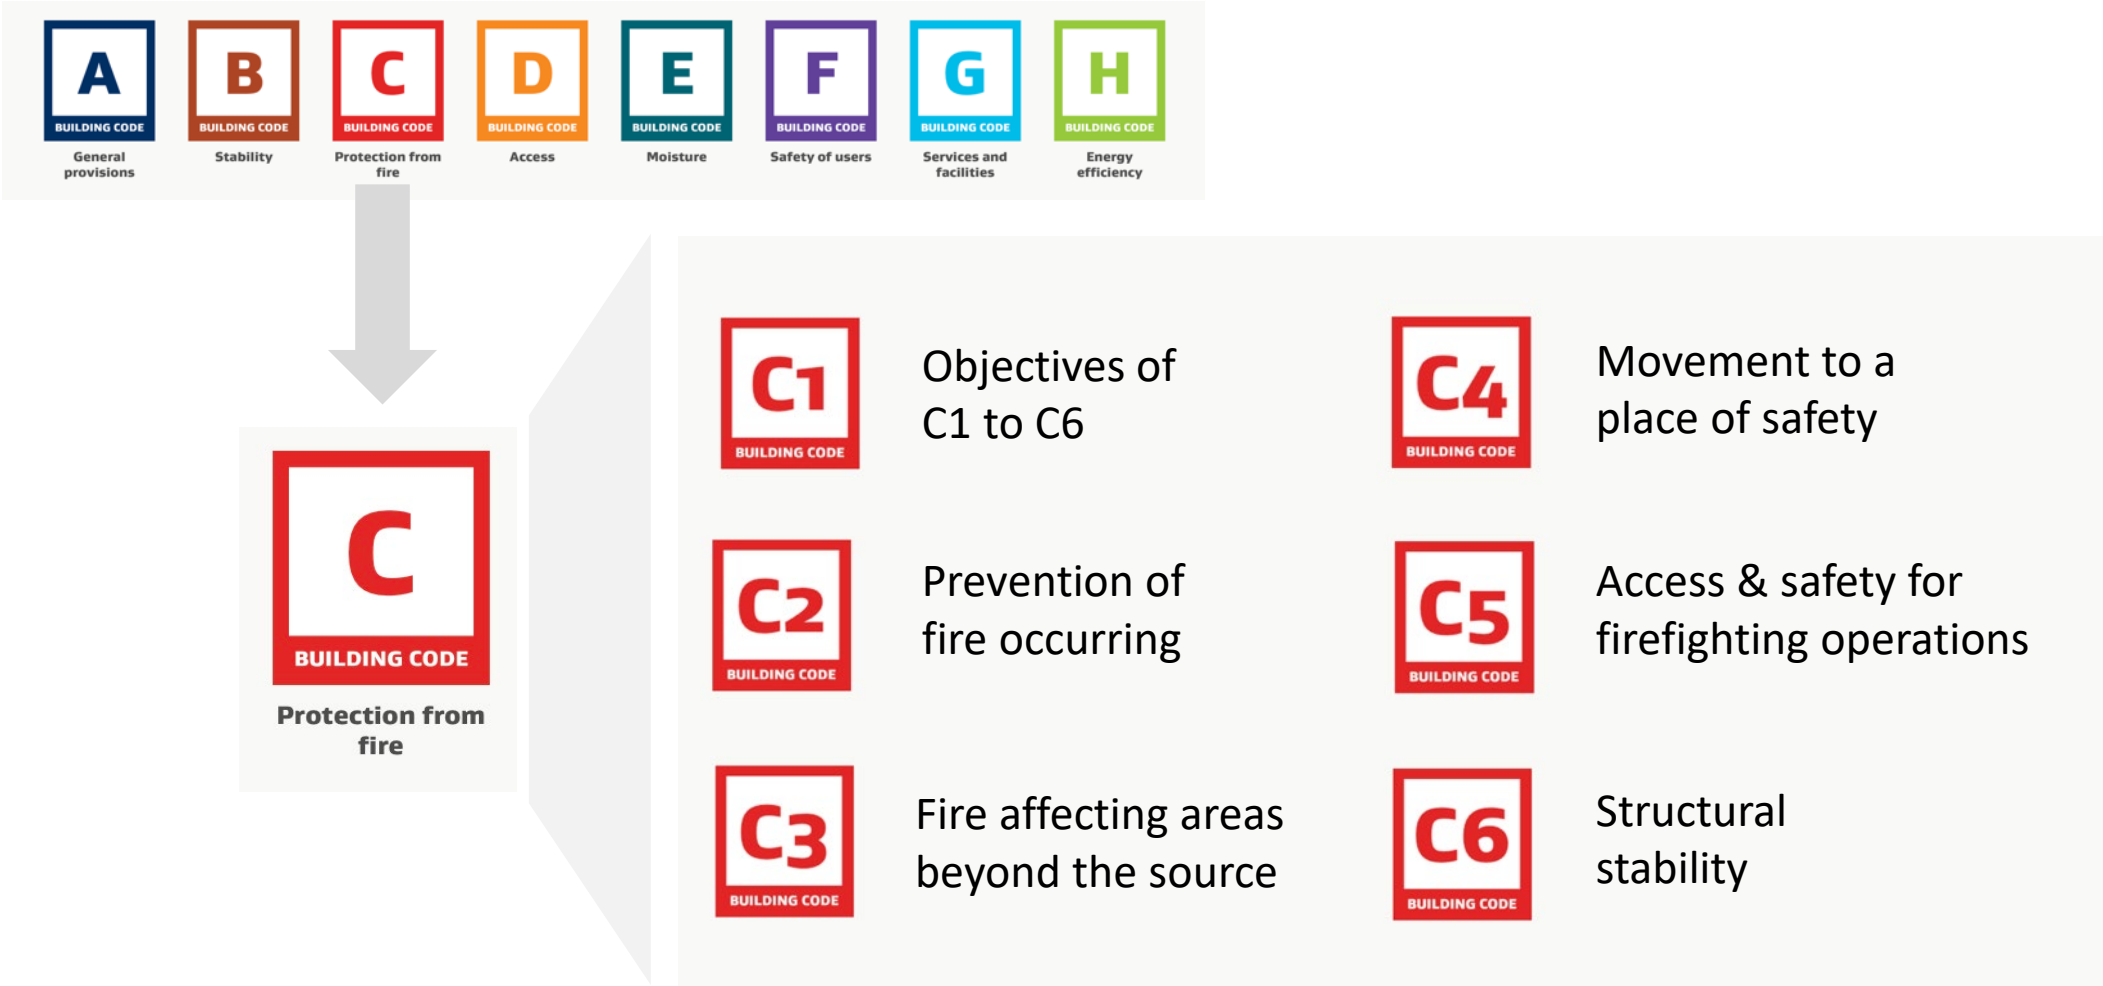 A
BUILDING CODE
General
provisions
B
BUILDING CODE
Stability
C
BUILDING CODE
Protection from
fire
D
BUILDING CODE
Access
E
BUILDING CODE
Moisture
F
BUILDING CODE
Safety of users
G
BUILDING CODE
Services and
facilities
H
BUILDING CODE
Energy
efficiency
C
BUILDING CODE
Protection from
fire
C1
BUILDING CODE
Objectives of
C1 to C6
C2
BUILDING CODE
Prevention of
fire occurring
C3
BUILDING CODE
Fire affecting areas
beyond the source
C4
BUILDING CODE
Movement to a
place of safety
C5
BUILDING CODE
Access & safety for
firefighting operations
C6
BUILDING CODE
Structural
stability